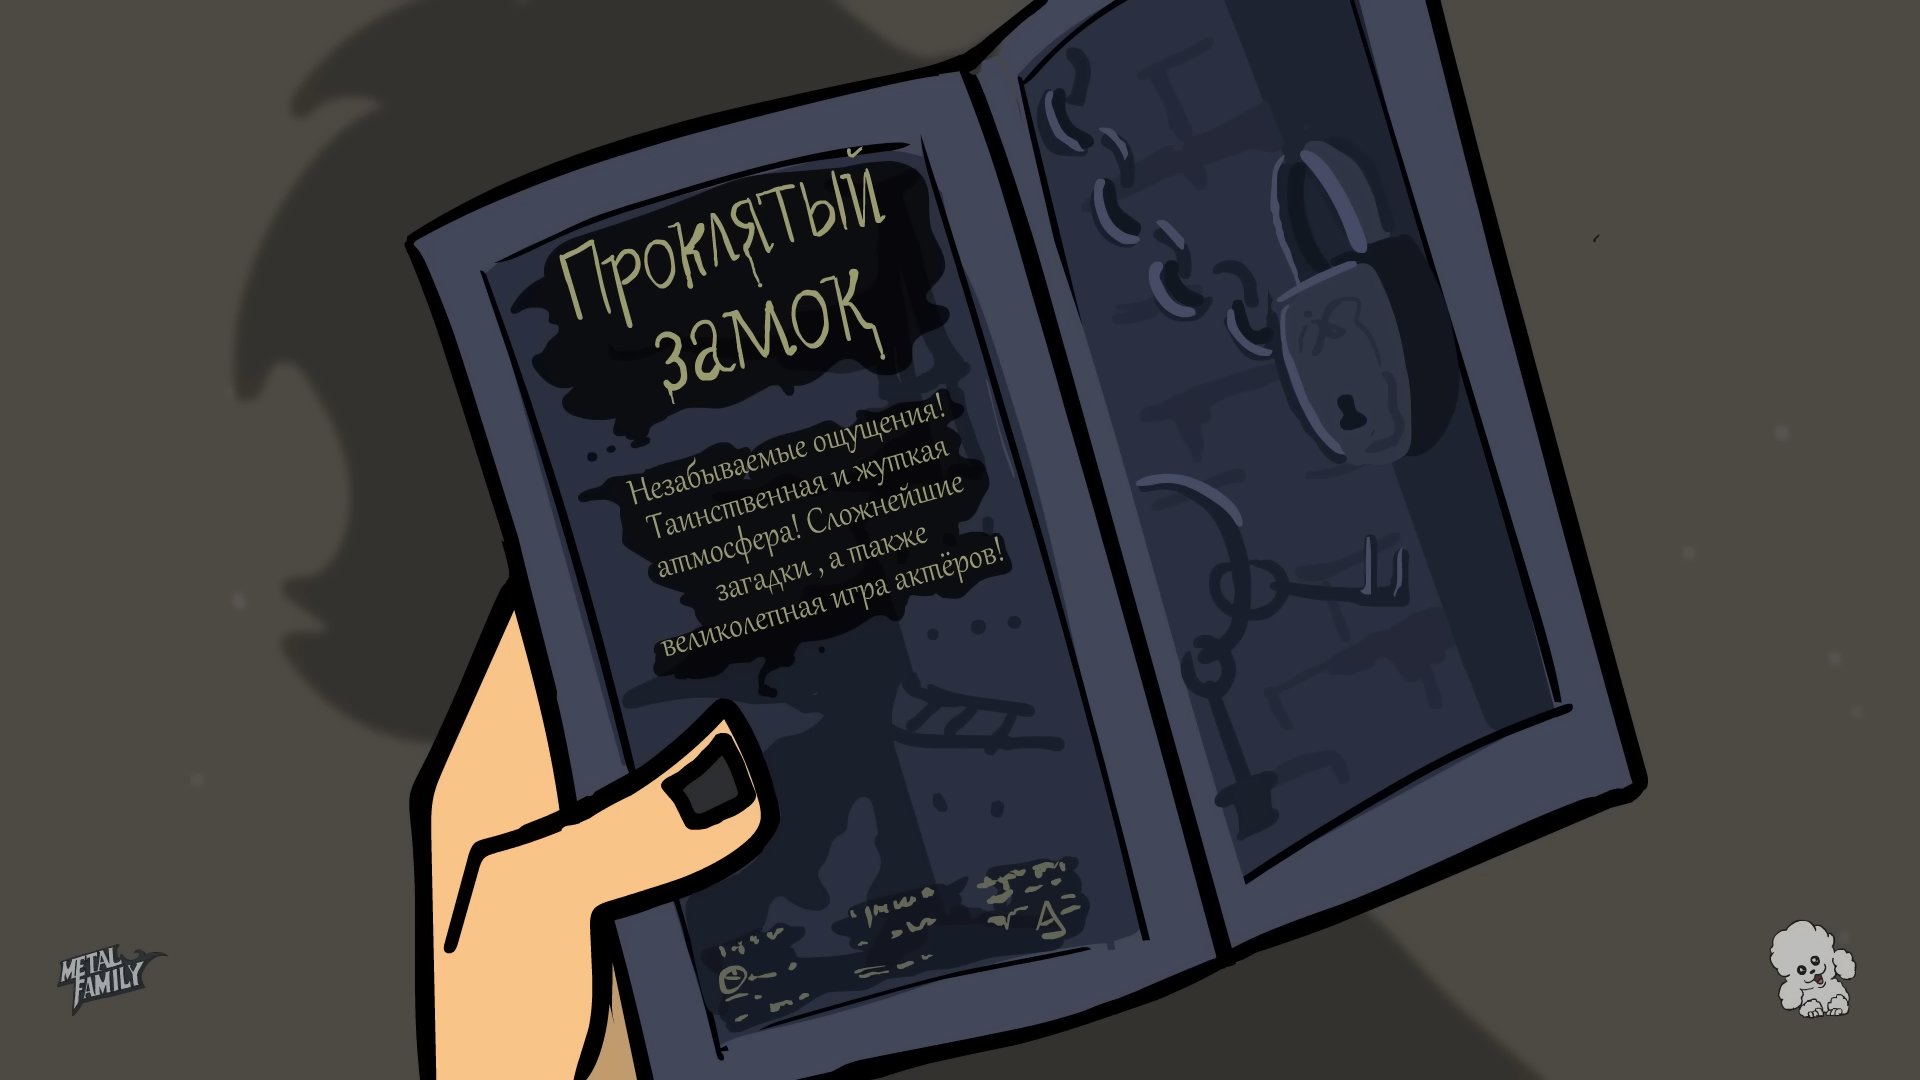 Проклятый
замок
Незабываемые ощущения!
Таинственная и жуткая
атмосфера! Сложнейшие
загадки , а также
великолепная игра актёров!
METAL
FAMILY